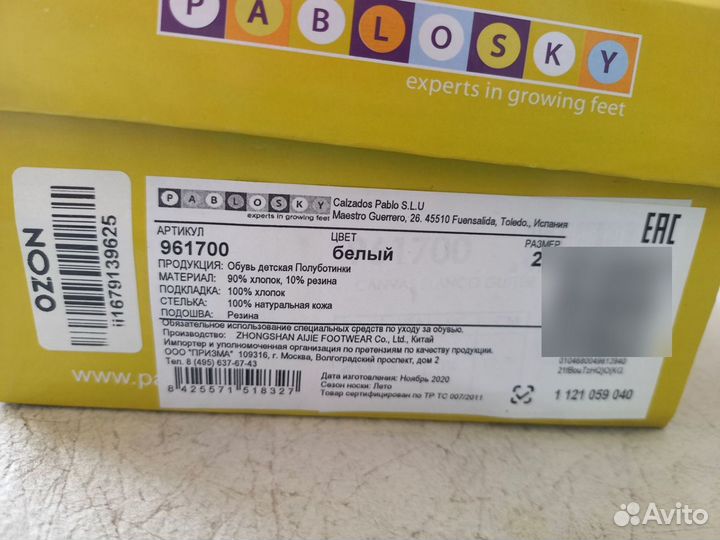 PABLOSKY
experts in growing feet
OZON
ii1679139625
PABLOSKY
experts in growing feet
Calzados Pablo S.L.U
Maestro Guerrero, 26. 45510 Fuensalida, Toledo., Испания
EAC
АРТИКУЛ ЦВЕТ РАЗМЕР
961700 белый 2
ПРОДУКЦИЯ: Обувь детская Полуботинки
МАТЕРИАЛ: 90% хлопок, 10% резина
ПОДКЛАДКА: 100% хлопок
СТЕЛЬКА: 100% натуральная кожа
ПОДОШВА: Резина
Обязательное использование специальных средств по уходу за обувью.
Производство: ZHONGSHAN AIJIE FOOTWEAR Co., Ltd., Китай
Импортер и уполномоченная организация по претензиям по качеству продукции.
ООО "ПРИЗМА" 109316, г. Москва, Волгоградский проспект, дом 2
Тел. 8 (495) 637-67-43
Дата изготовления: Ноябрь 2020
Сезон носки: Лето
Товар сертифицирован по ТР ТС 007/2011
8 425571 518327
1 121 059 040
www.pa
Avito